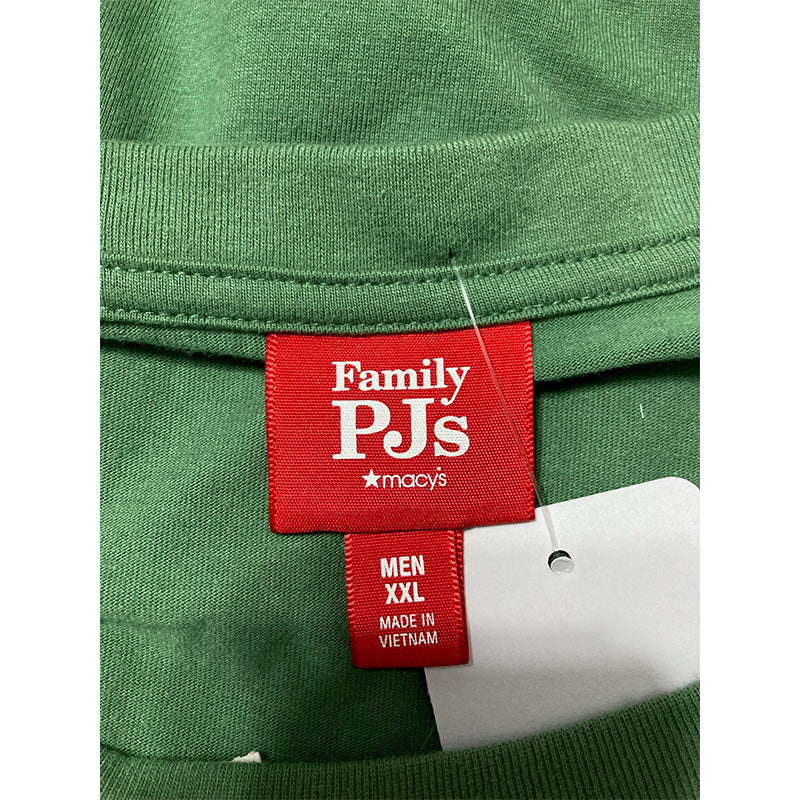 Family
PJs
★macy's
MEN
XXL
MADE IN
VIETNAM